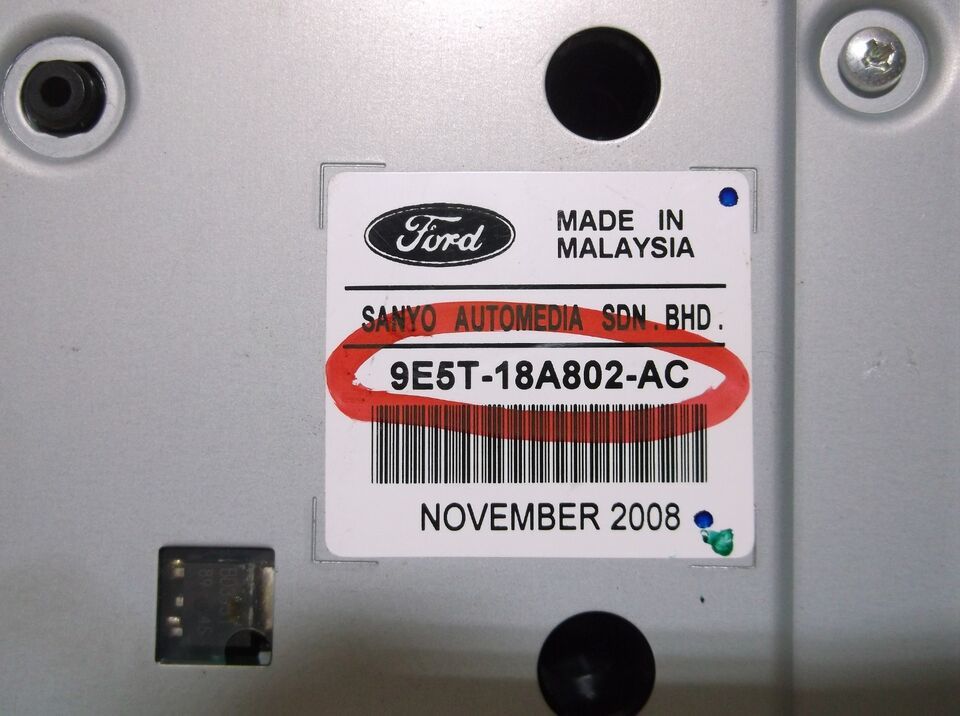 Ford
MADE IN
MALAYSIA
SANYO AUTOMEDIA SDN. BHD.
9E5T-18A802-AC
NOVEMBER 2008